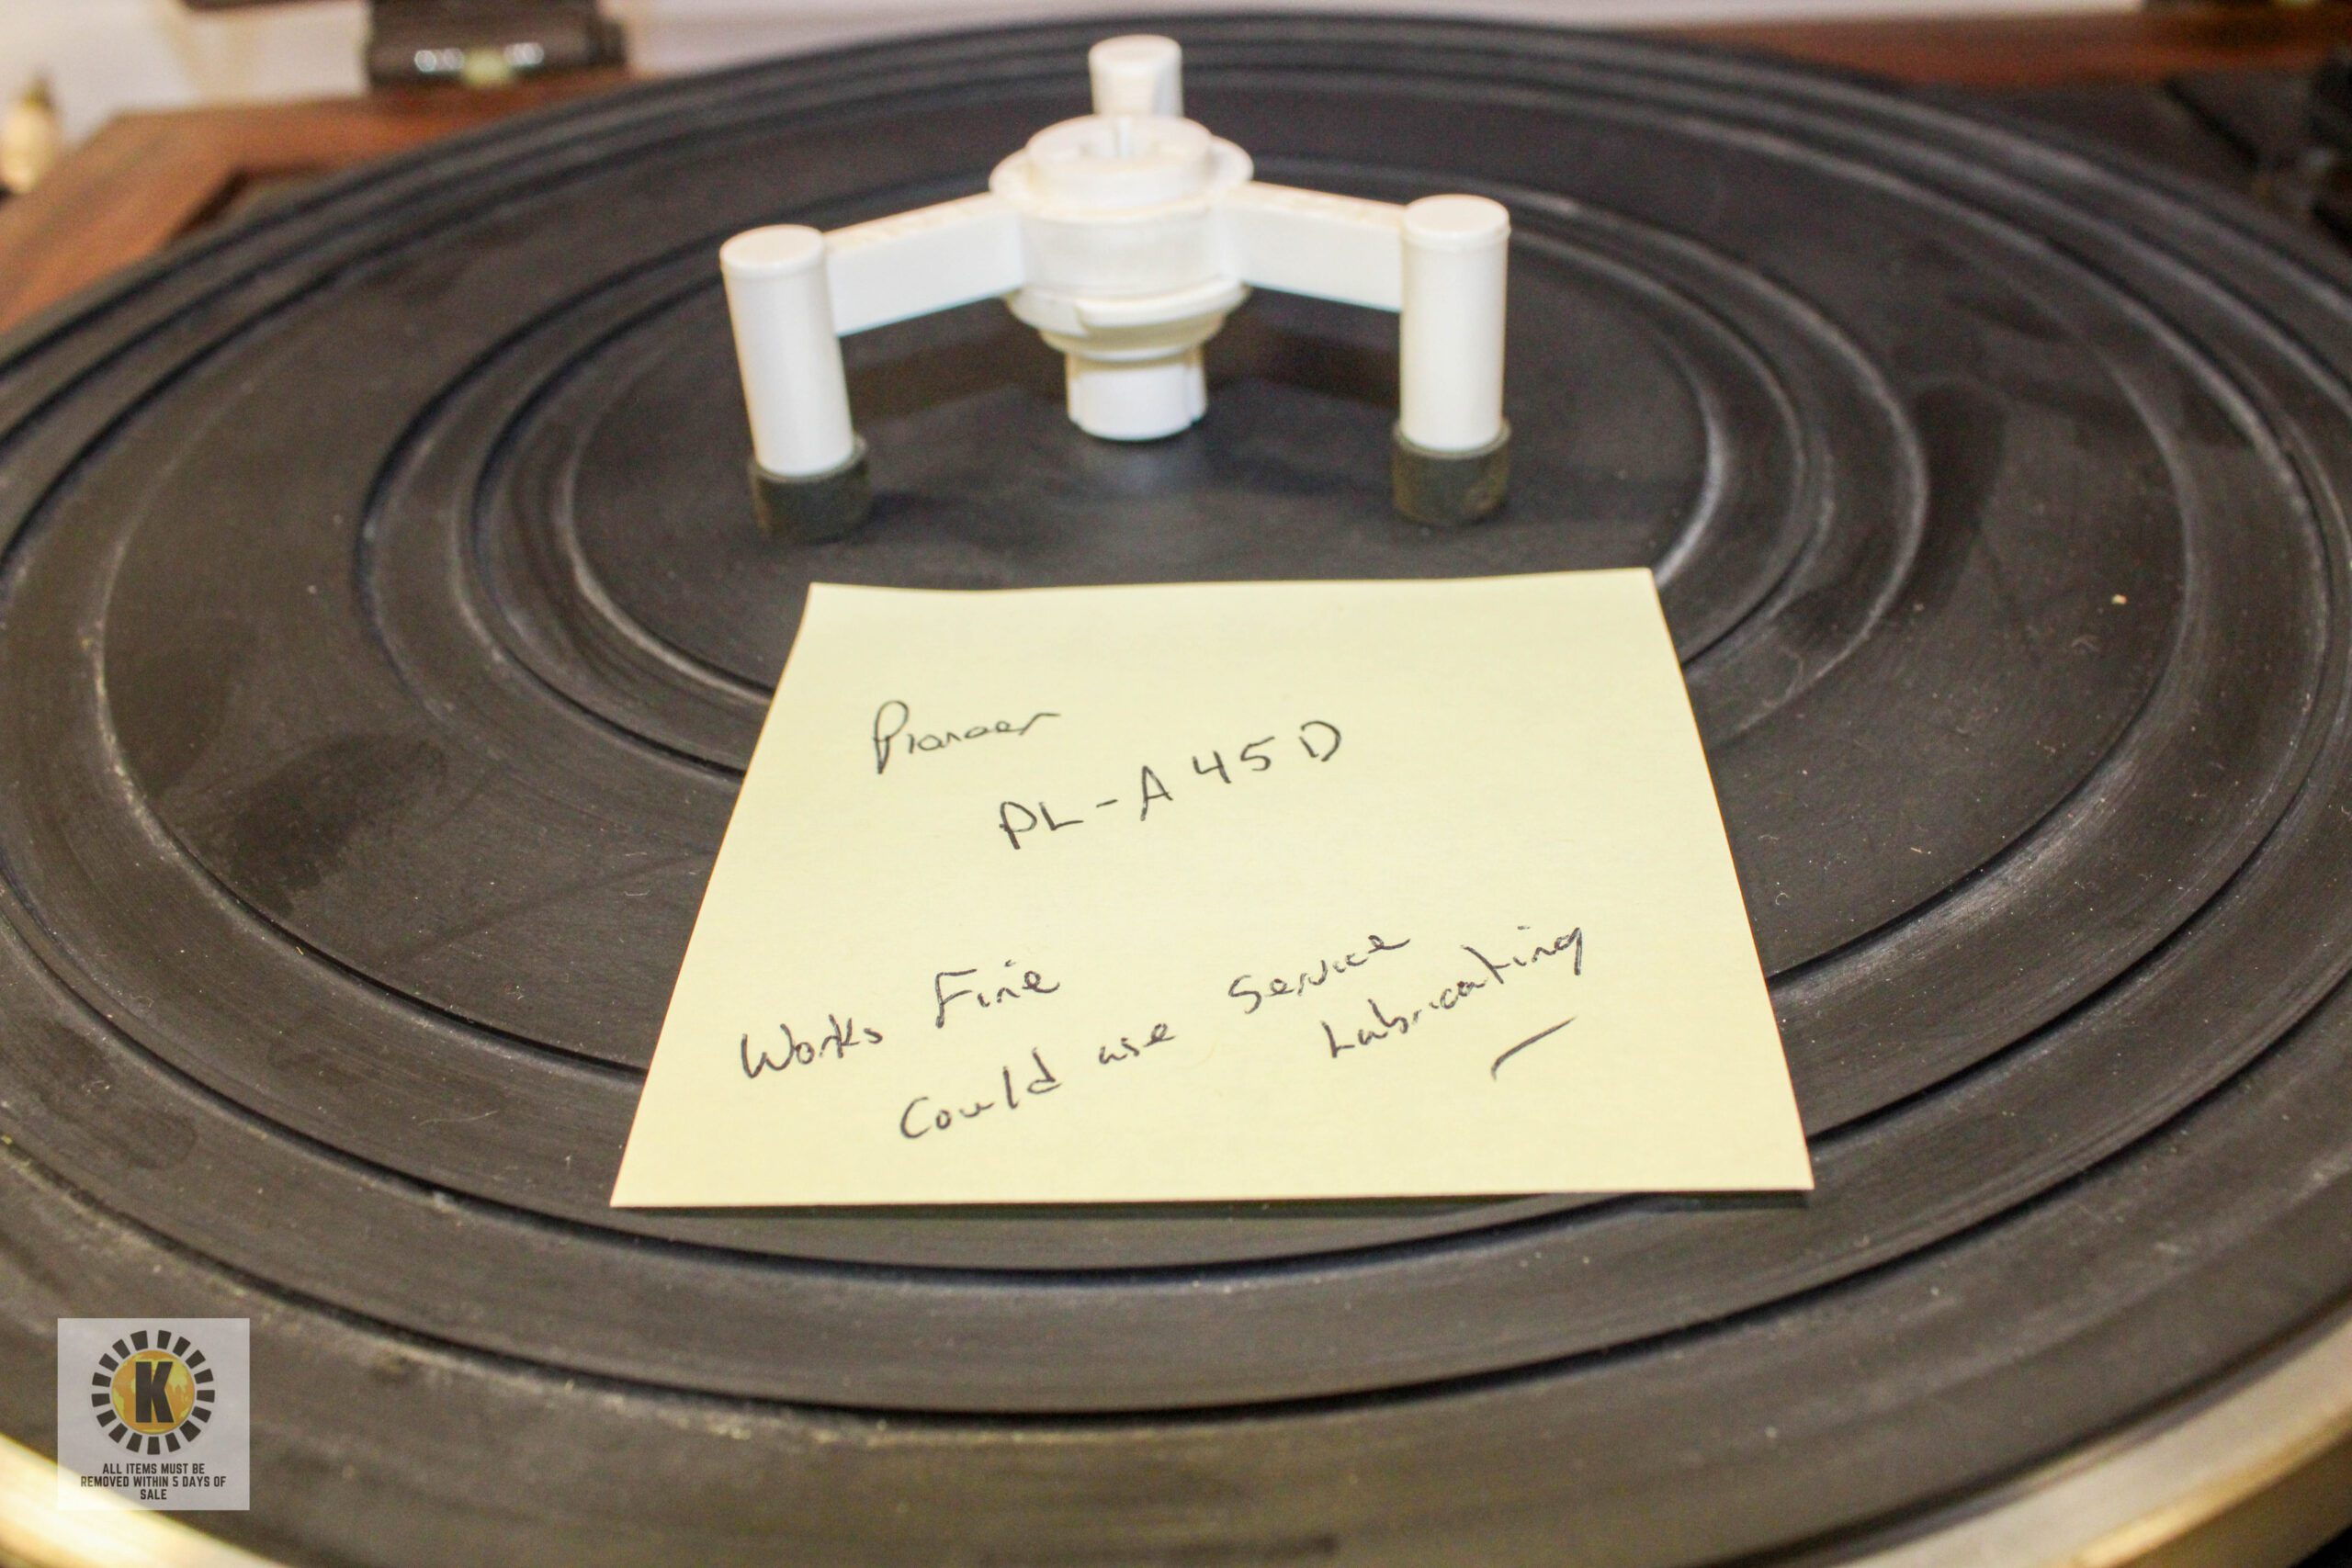 Pioneer
PL-A45D
Works Fine
Could use Service
Lubricating
K
ALL ITEMS MUST BE
REMOVED WITHIN 5 DAYS OF
SALE